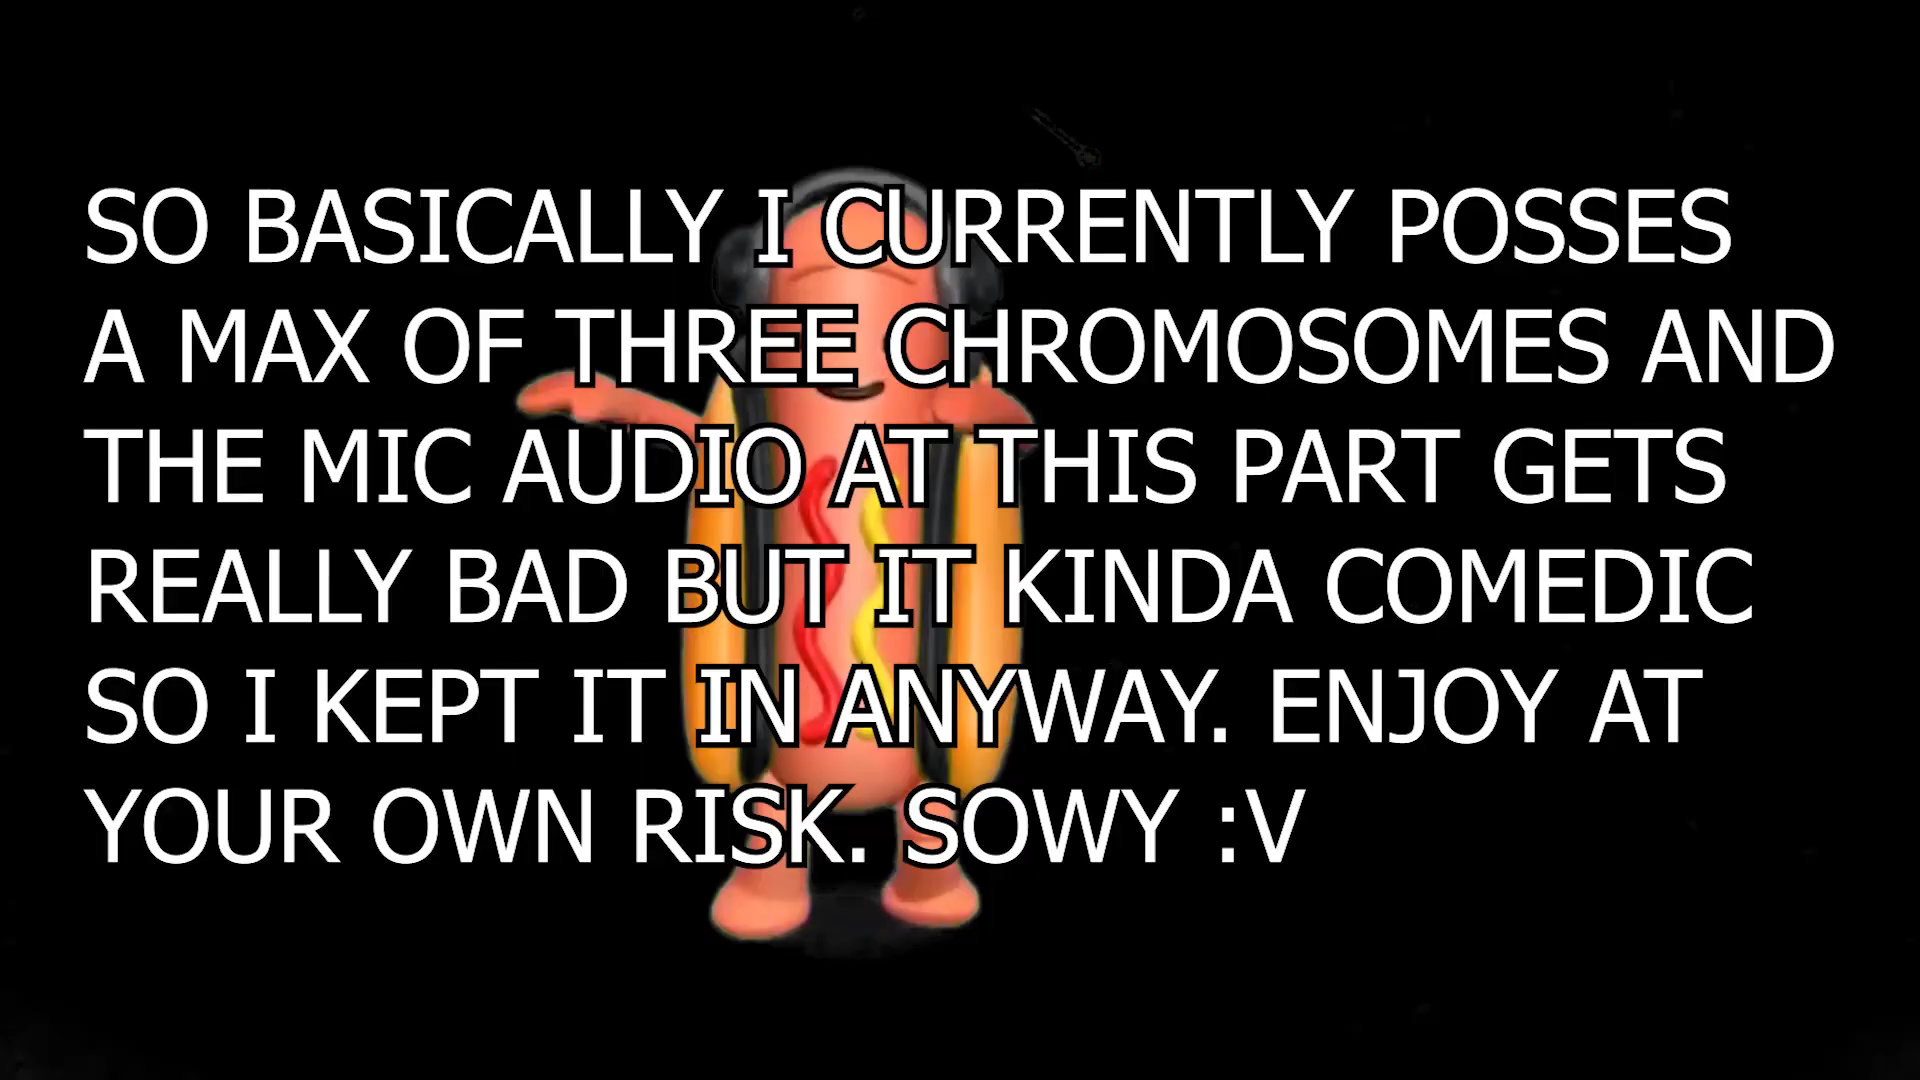 SO BASICALLY I CURRENTLY POSSES
A MAX OF THREE CHROMOSOMES AND
THE MIC AUDIO AT THIS PART GETS
REALLY BAD BUT IT KINDA COMEDIC
SO I KEPT IT IN ANYWAY. ENJOY AT
YOUR OWN RISK. SOWY :V